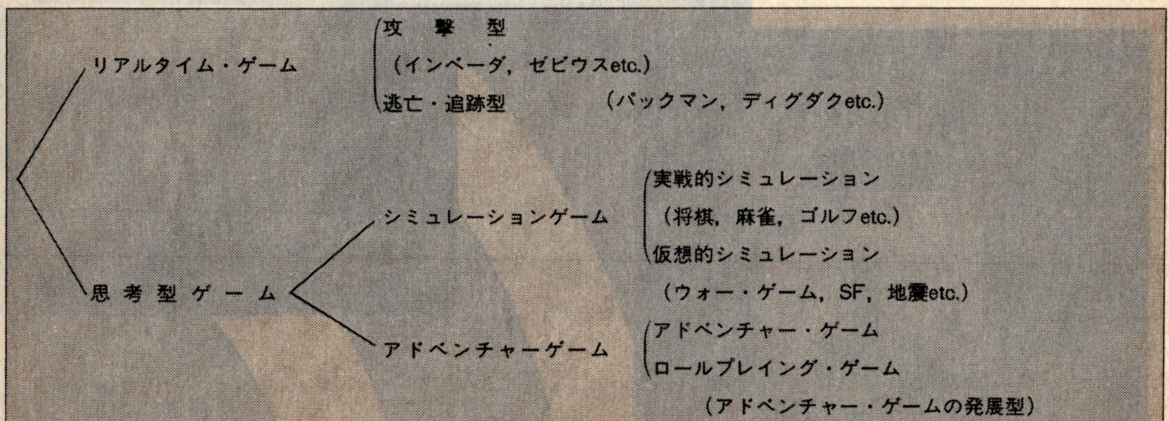 攻撃型
リアルタイム・ゲーム
(インベーダ, ゼビウスetc.)
逃亡・追跡型 (パックマン, ディグダクetc.)
実戦的シミュレーション
シミュレーションゲーム
(将棋, 麻雀, ゴルフetc.)
仮想的シミュレーション
思考型ゲーム
(ウォー・ゲーム, SF, 地震etc.)
アドベンチャー・ゲーム
アドベンチャーゲーム
ロールプレイング・ゲーム
(アドベンチャー・ゲームの発展型)